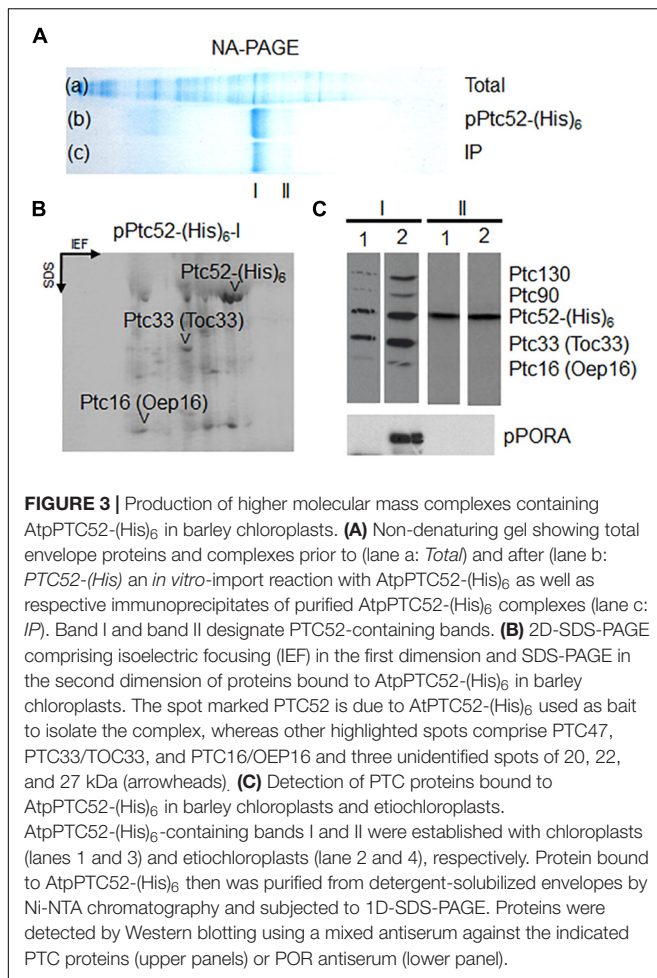 A
NA-PAGE
(a) Total
(b) pPtc52-(His)6
(c) IP
I II
B
pPtc52-(His)6-I
IEF
SDS
Ptc52-(His)6
Ptc33 (Toc33)
Ptc16 (Oep16)
C
I II
1 2 1 2
Ptc130
Ptc90
Ptc52-(His)6
Ptc33 (Toc33)
Ptc16 (Oep16)
pPORA
FIGURE 3 | Production of higher molecular mass complexes containing
AtpPTC52-(His)6 in barley chloroplasts. (A) Non-denaturing gel showing total
envelope proteins and complexes prior to (lane a: Total) and after (lane b:
PTC52-(His) an in vitro-import reaction with AtpPTC52-(His)6 as well as
respective immunoprecipitates of purified AtpPTC52-(His)6 complexes (lane c:
IP). Band I and band II designate PTC52-containing bands. (B) 2D-SDS-PAGE
comprising isoelectric focusing (IEF) in the first dimension and SDS-PAGE in
the second dimension of proteins bound to AtpPTC52-(His)6 in barley
chloroplasts. The spot marked PTC52 is due to AtPTC52-(His)6 used as bait
to isolate the complex, whereas other highlighted spots comprise PTC47,
PTC33/TOC33, and PTC16/OEP16 and three unidentified spots of 20, 22,
and 27 kDa (arrowheads). (C) Detection of PTC proteins bound to
AtpPTC52-(His)6 in barley chloroplasts and etiochloroplasts.
AtpPTC52-(His)6-containing bands I and II were established with chloroplasts
(lanes 1 and 3) and etiochloroplasts (lane 2 and 4), respectively. Protein bound
to AtpPTC52-(His)6 then was purified from detergent-solubilized envelopes by
Ni-NTA chromatography and subjected to 1D-SDS-PAGE. Proteins were
detected by Western blotting using a mixed antiserum against the indicated
PTC proteins (upper panels) or POR antiserum (lower panel).